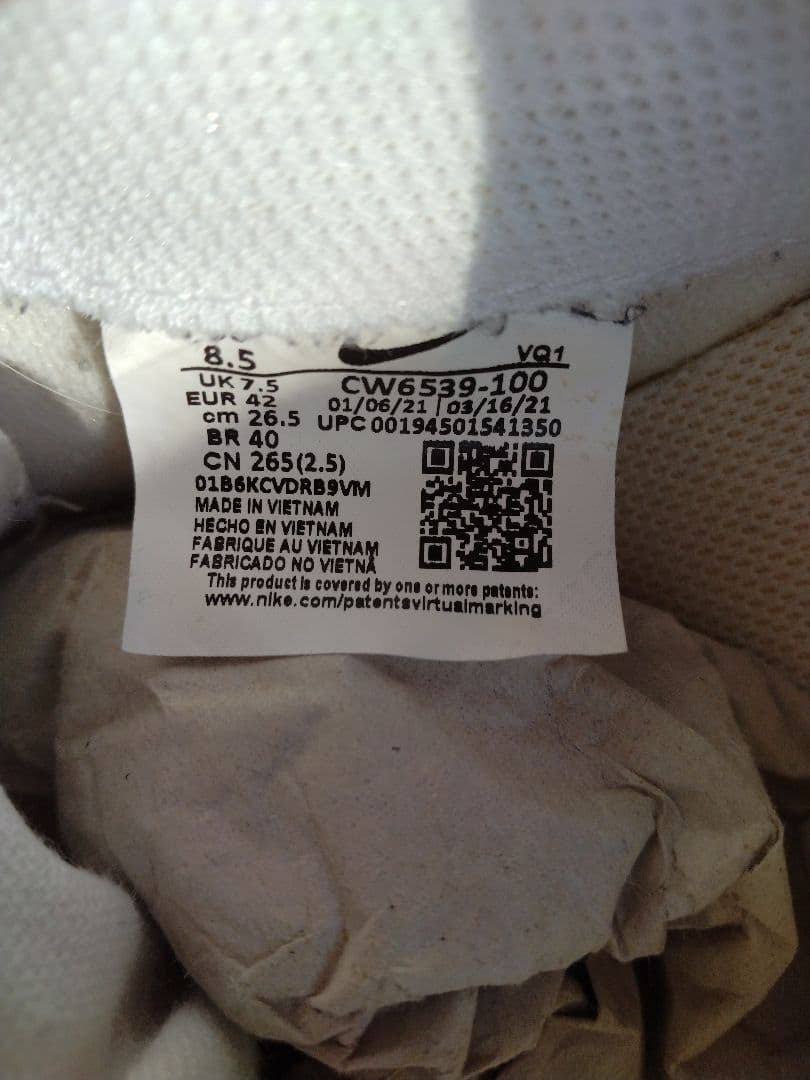 8.5
VQ1
UK 7.5
CW6539-100
EUR 42
01/06/21 | 03/16/21
cm 26.5
UPC 00194501541350
BR 40
CN 265(2.5)
01B6KCVDRB9VM
MADE IN VIETNAM
HECHO EN VIETNAM
FABRIQUE AU VIETNAM
FABRICADO NO VIETNÃ
This product is covered by one or more patents:
www.nike.com/patentsvirtualmarking